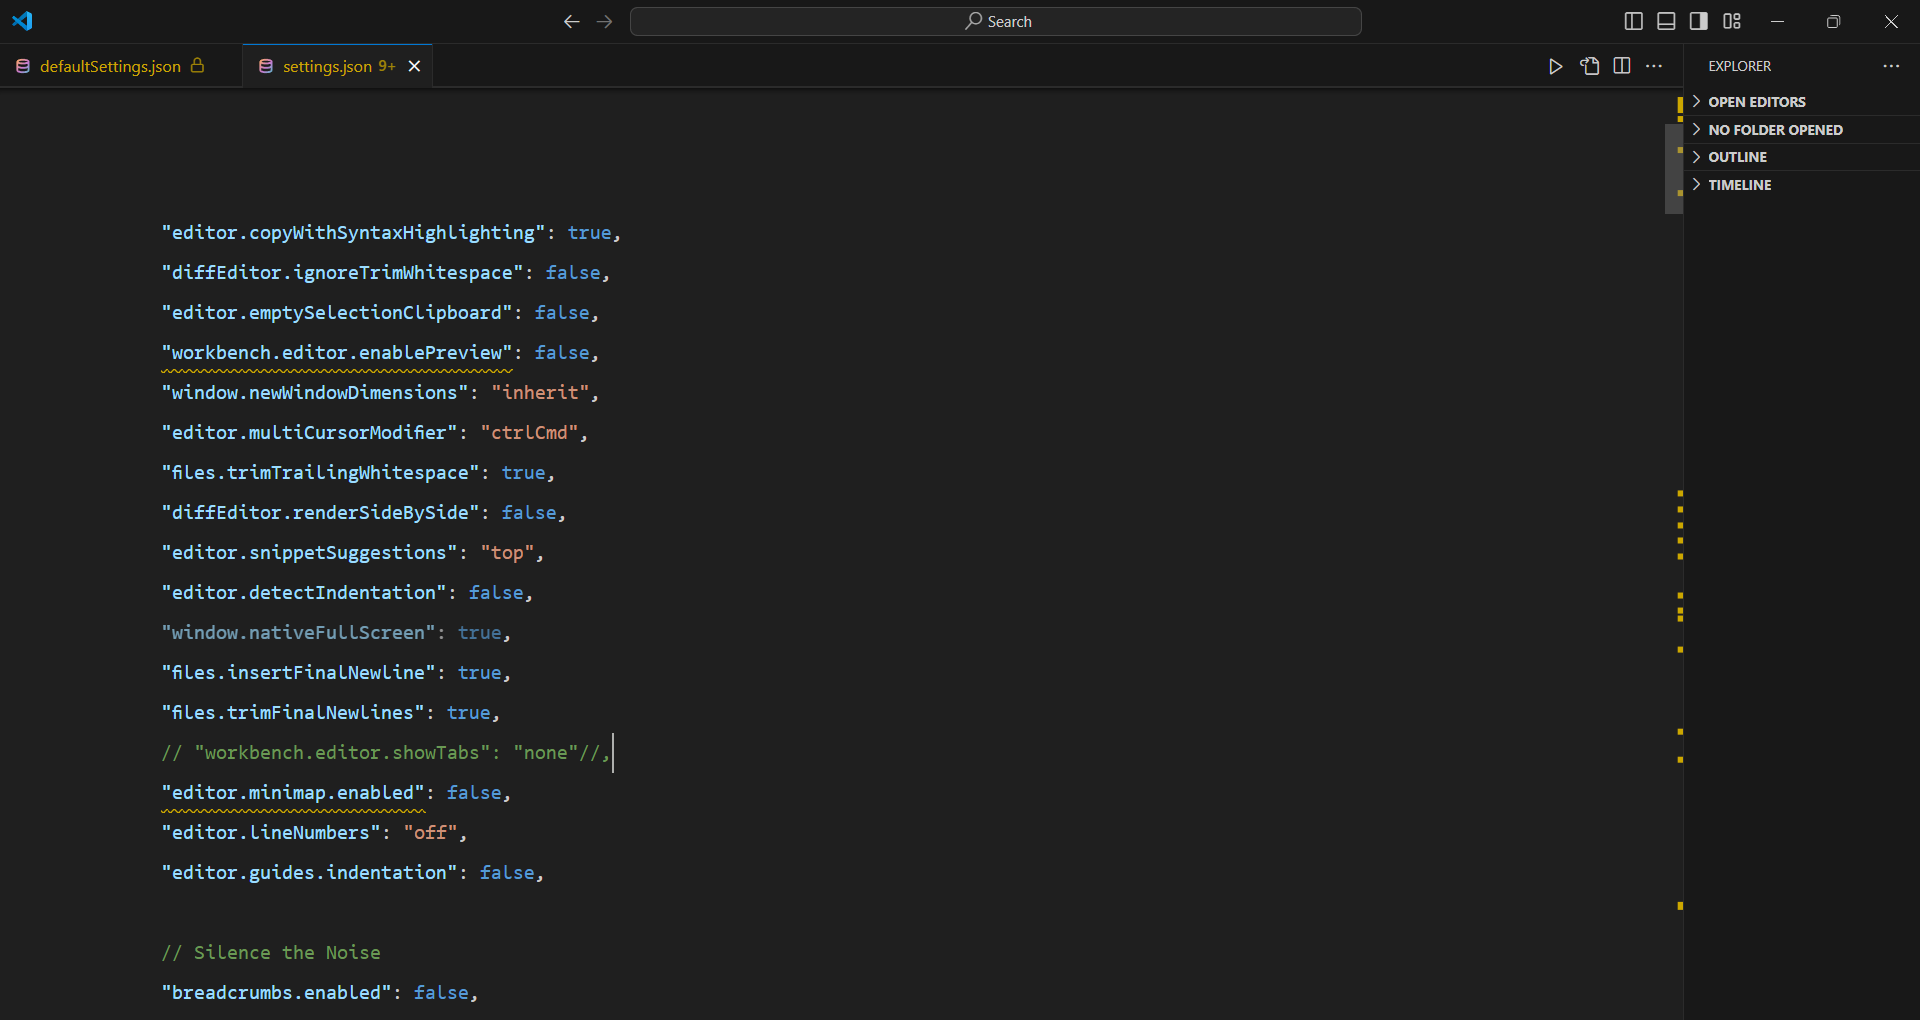 Search
defaultSettings.json
settings.json 9+
EXPLORER
OPEN EDITORS
NO FOLDER OPENED
OUTLINE
TIMELINE
"editor.copyWithSyntaxHighlighting": true,
"diffEditor.ignoreTrimWhitespace": false,
"editor.emptySelectionClipboard": false,
"workbench.editor.enablePreview": false,
"window.newWindowDimensions": "inherit",
"editor.multiCursorModifier": "ctrlCmd",
"files.trimTrailingWhitespace": true,
"diffEditor.renderSideBySide": false,
"editor.snippetSuggestions": "top",
"editor.detectIndentation": false,
"window.nativeFullScreen": true,
"files.insertFinalNewline": true,
"files.trimFinalNewlines": true,
// "workbench.editor.showTabs": "none"//,
"editor.minimap.enabled": false,
"editor.lineNumbers": "off",
"editor.guides.indentation": false,
// Silence the Noise
"breadcrumbs.enabled": false,